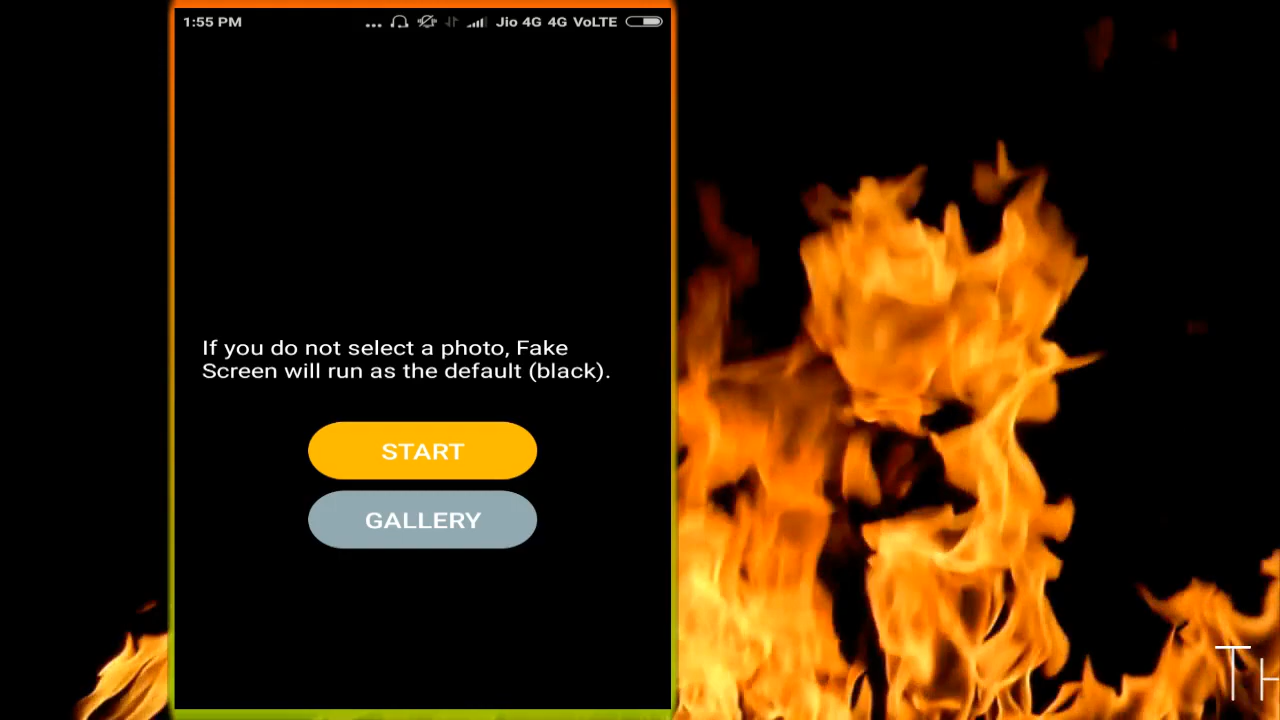 1:55 PM ... Jio 4G 4G VoLTE
If you do not select a photo, Fake
Screen will run as the default (black).
START
GALLERY
TH